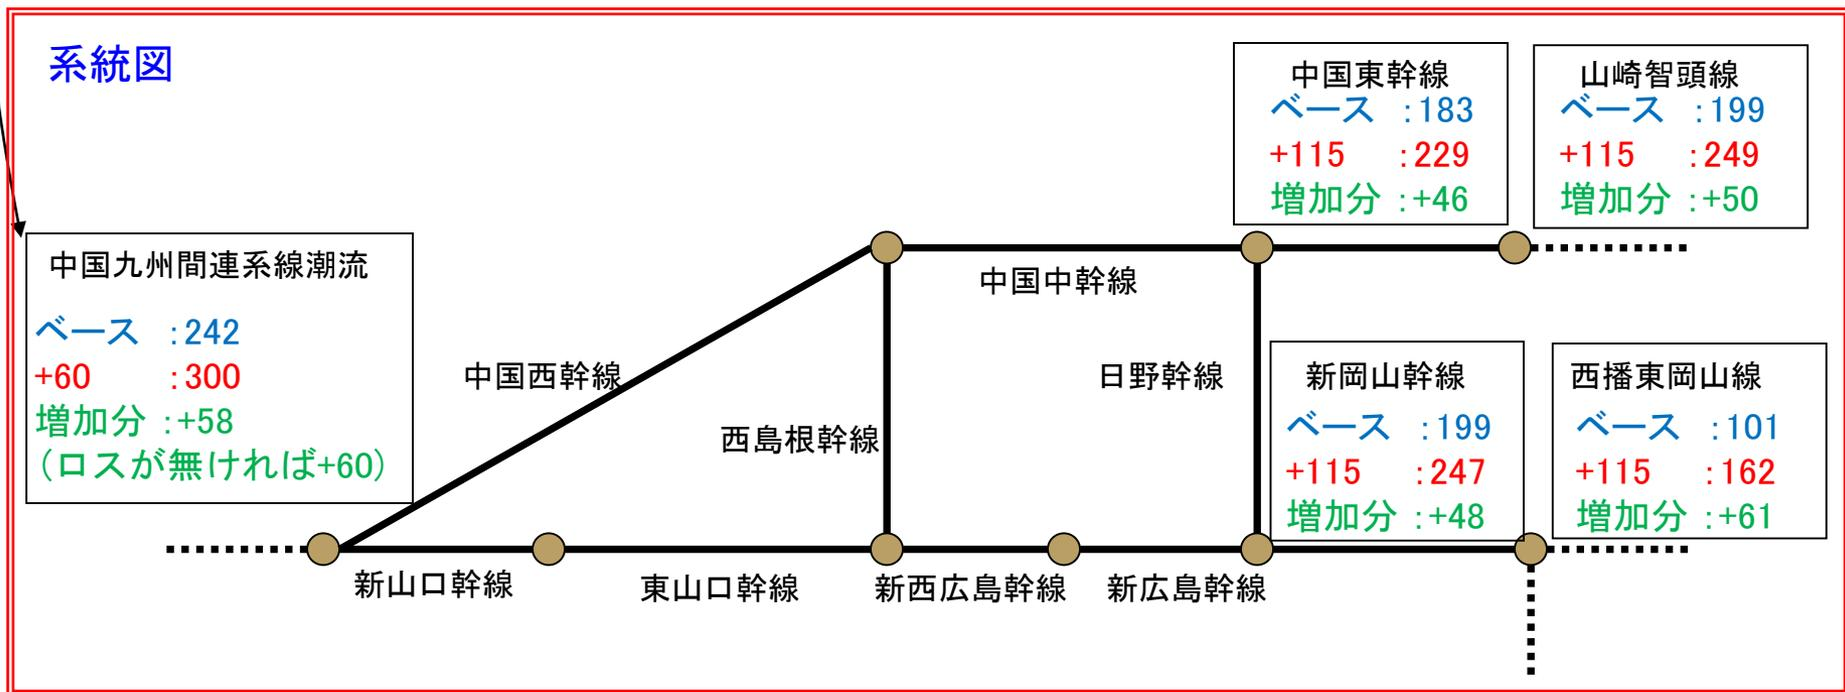 系統図
中国東幹線
ベース :183
+115 :229
増加分 :+46
山崎智頭線
ベース :199
+115 :249
増加分 :+50
中国九州間連系線潮流
ベース :242
+60 :300
増加分 :+58
(ロスが無ければ+60)
中国中幹線
中国西幹線
日野幹線
西島根幹線
新岡山幹線
ベース :199
+115 :247
増加分 :+48
西播東岡山線
ベース :101
+115 :162
増加分 :+61
新山口幹線
東山口幹線
新西広島幹線
新広島幹線